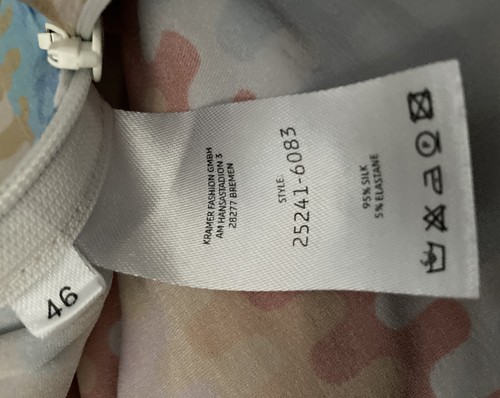 KRAMER FASHION GMBH
AM HANSASTADION 3
28277 BREMEN
STYLE:
25241-6083
95% SILK
5% ELASTANE
46